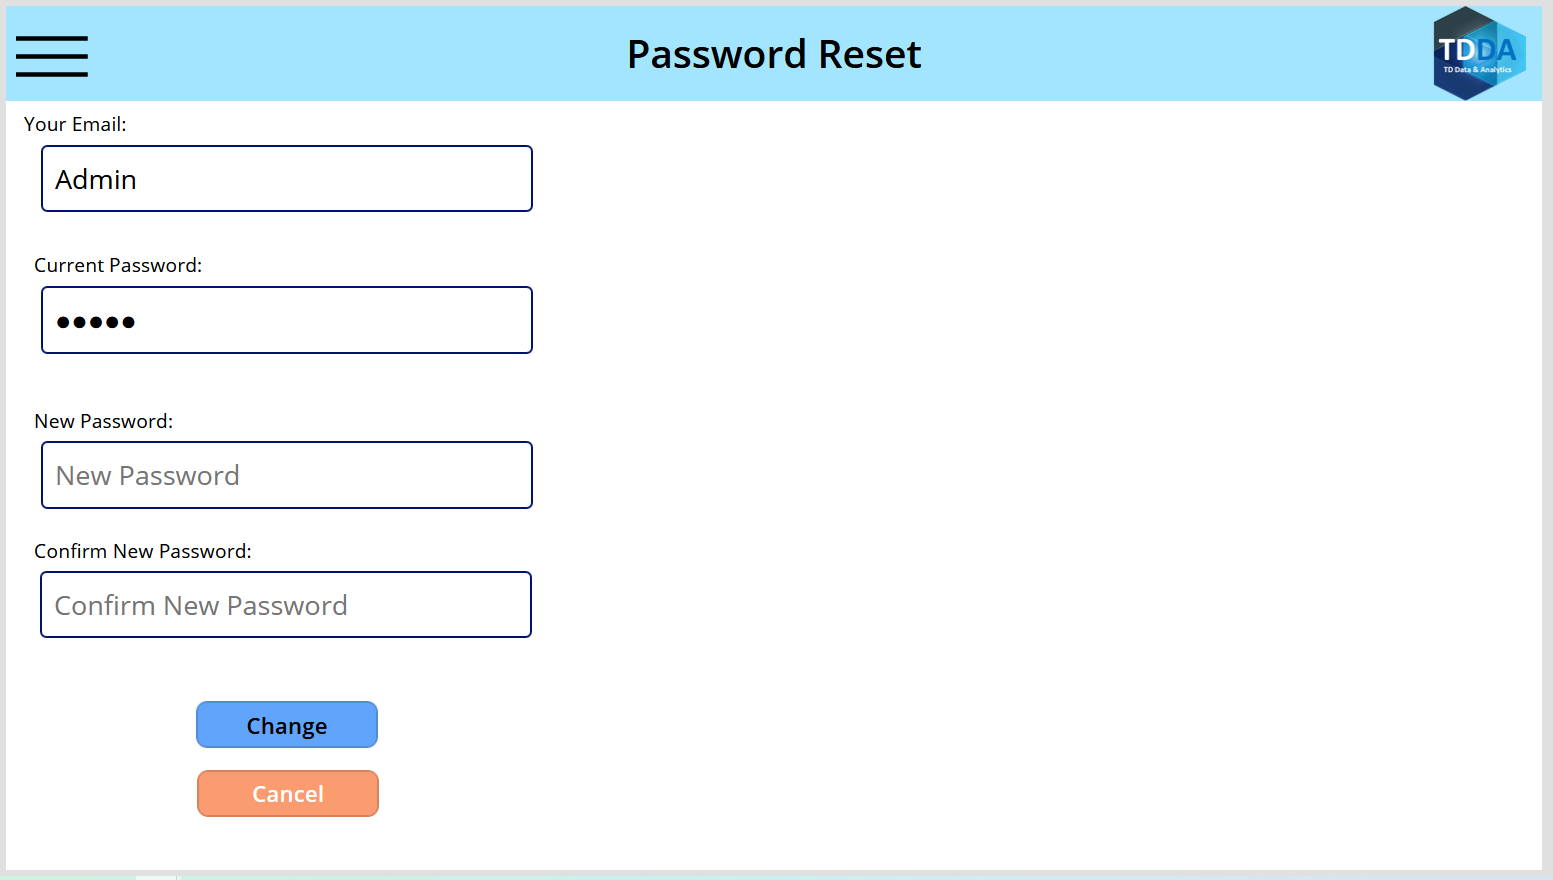 Password Reset
TDDA
TD Data & Analytics
Your Email:
Admin
Current Password:
●●●●●
New Password:
New Password
Confirm New Password:
Confirm New Password
Change
Cancel